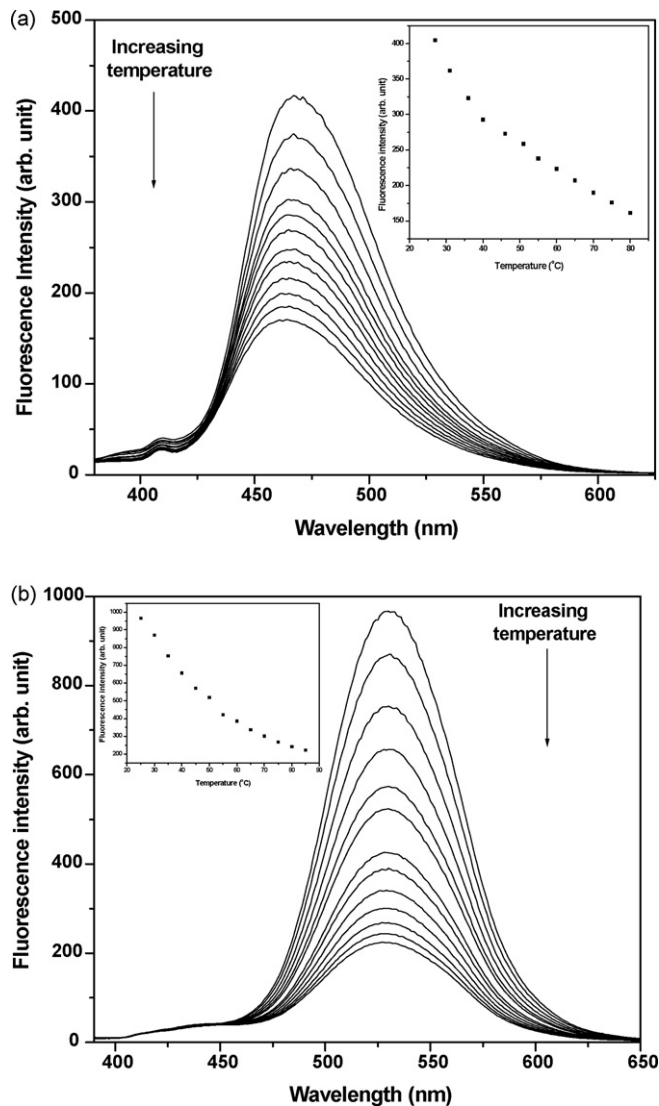 (a)
500
400
300
200
100
0
Fluorescence Intensity (arb. unit)
Increasing
temperature
400
350
300
250
200
150
Fluorescence intensity (arb. unit)
20 30 40 50 60 70 80
Temperature (°C)
400 450 500 550 600
Wavelength (nm)
(b)
1000
800
600
400
200
0
Fluorescence intensity (arb. unit)
1000
900
800
700
600
500
400
300
200
Fluorescence intensity (arb. unit)
20 30 40 50 60 70 80 90
Temperature (°C)
Increasing
temperature
400 450 500 550 600 650
Wavelength (nm)